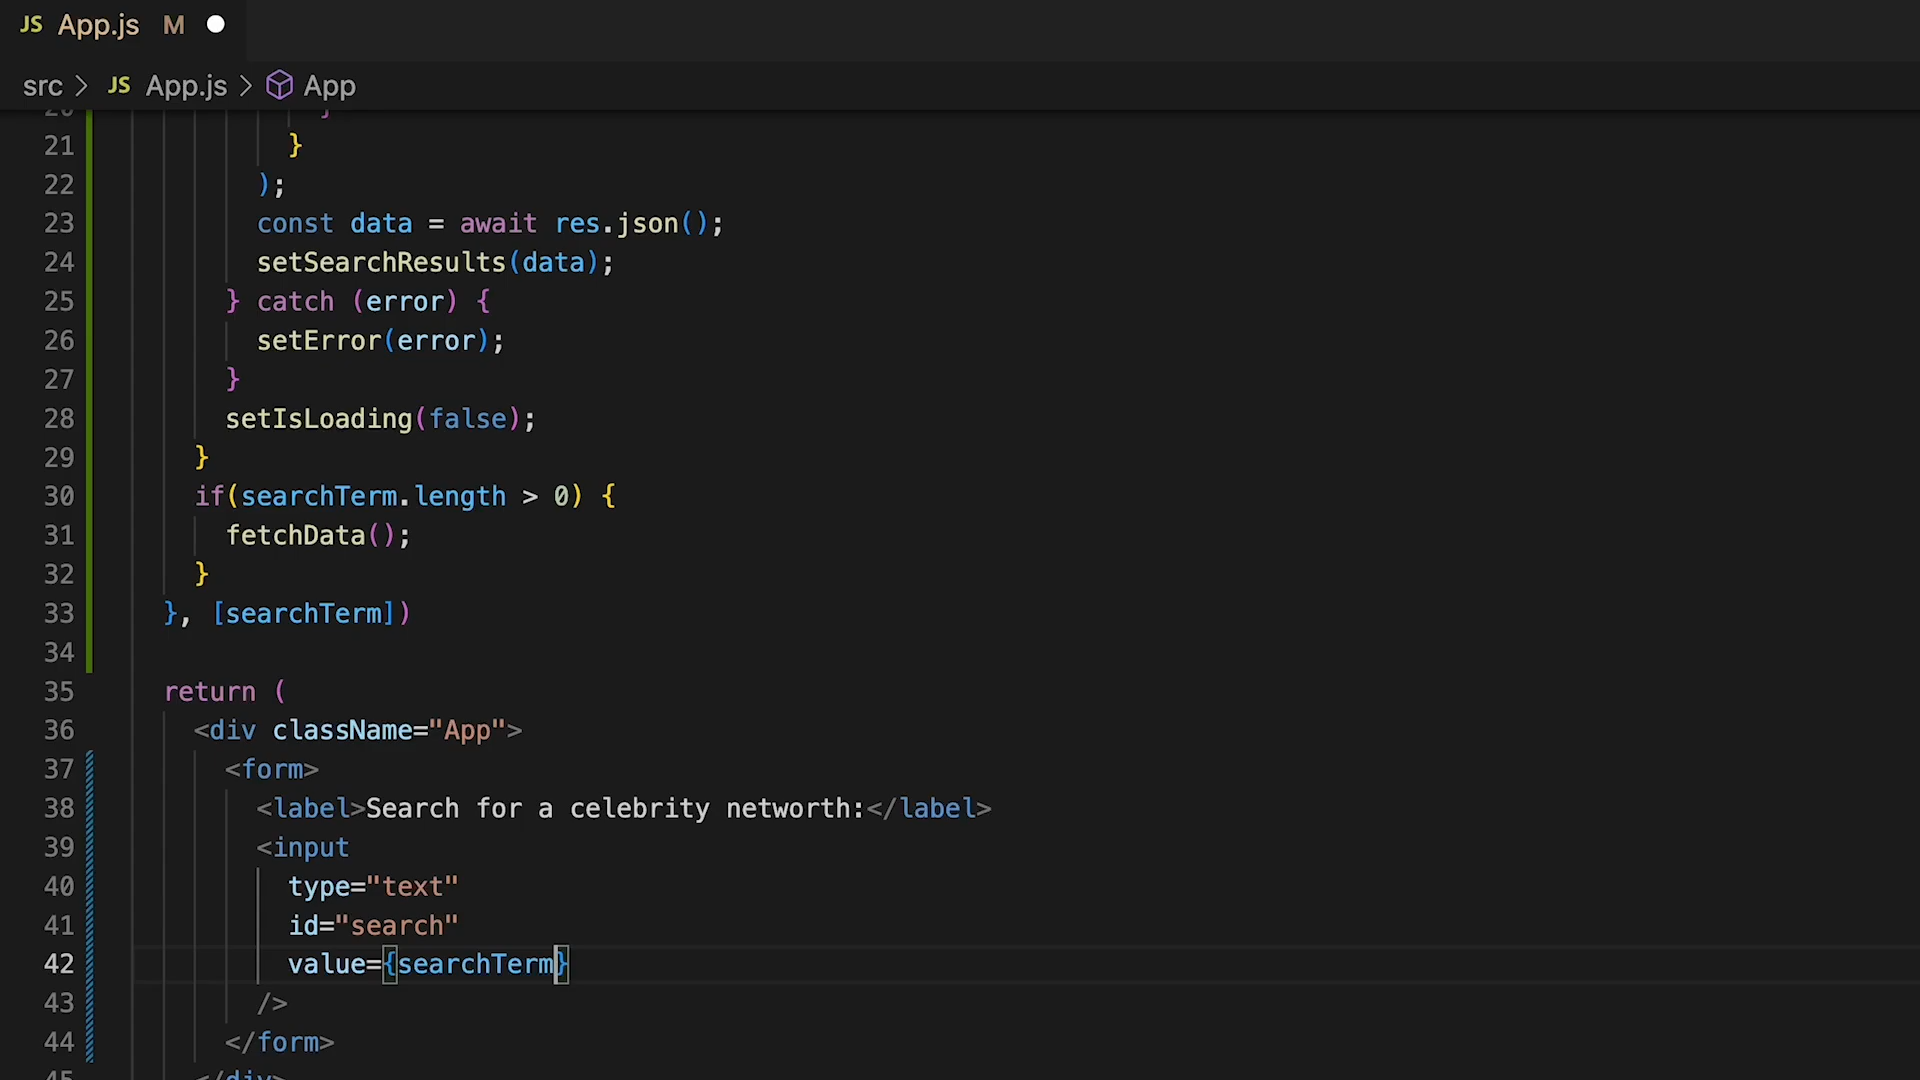 JS App.js M
src > JS App.js > App
20 }
21 }
22 );
23 const data = await res.json();
24 setSearchResults(data);
25 } catch (error) {
26 setError(error);
27 }
28 setIsLoading(false);
29 }
30 if(searchTerm.length > 0) {
31 fetchData();
32 }
33 }, [searchTerm])
34
35 return (
36 <div className="App">
37 <form>
38 <label>Search for a celebrity networth:</label>
39 <input
40 type="text"
41 id="search"
42 value={searchTerm}
43 />
44 </form>
45 </div>